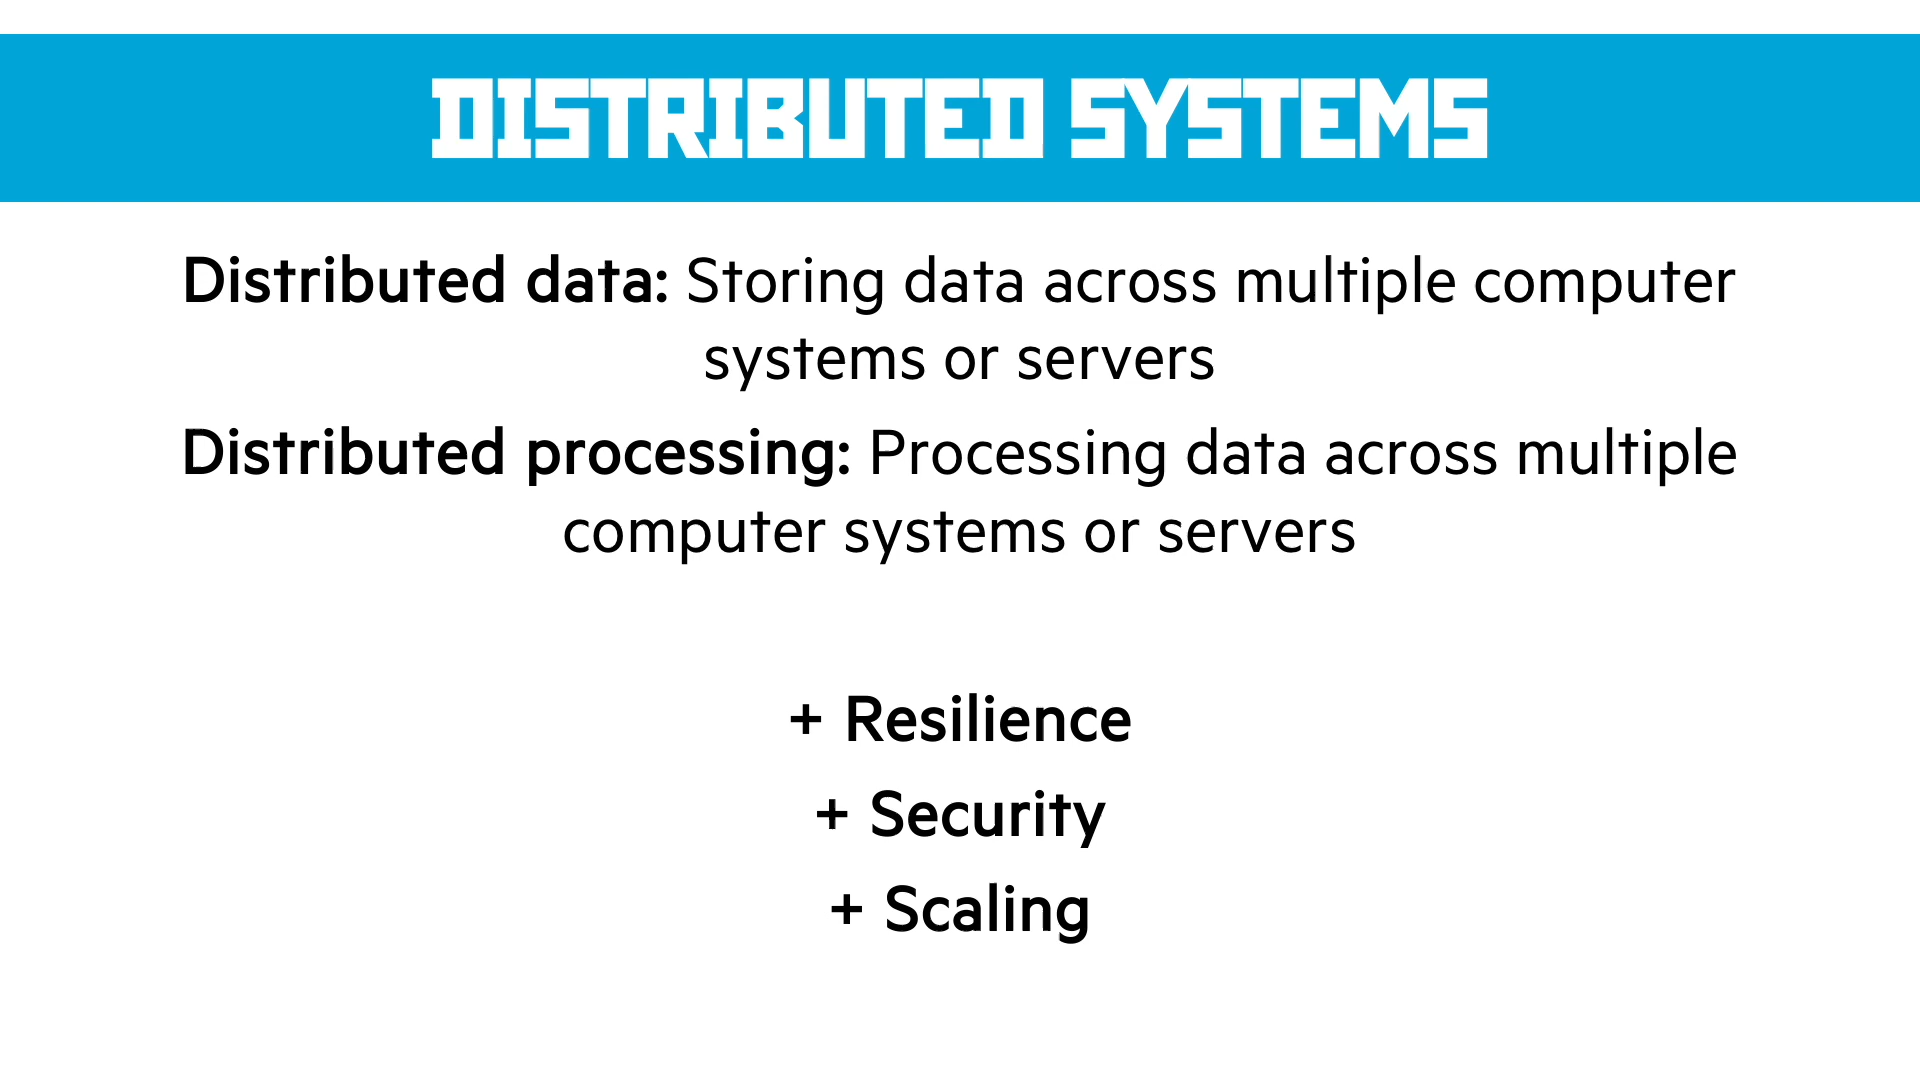 DISTRIBUTED SYSTEMS
Distributed data: Storing data across multiple computer
systems or servers
Distributed processing: Processing data across multiple
computer systems or servers
+ Resilience
+ Security
+ Scaling